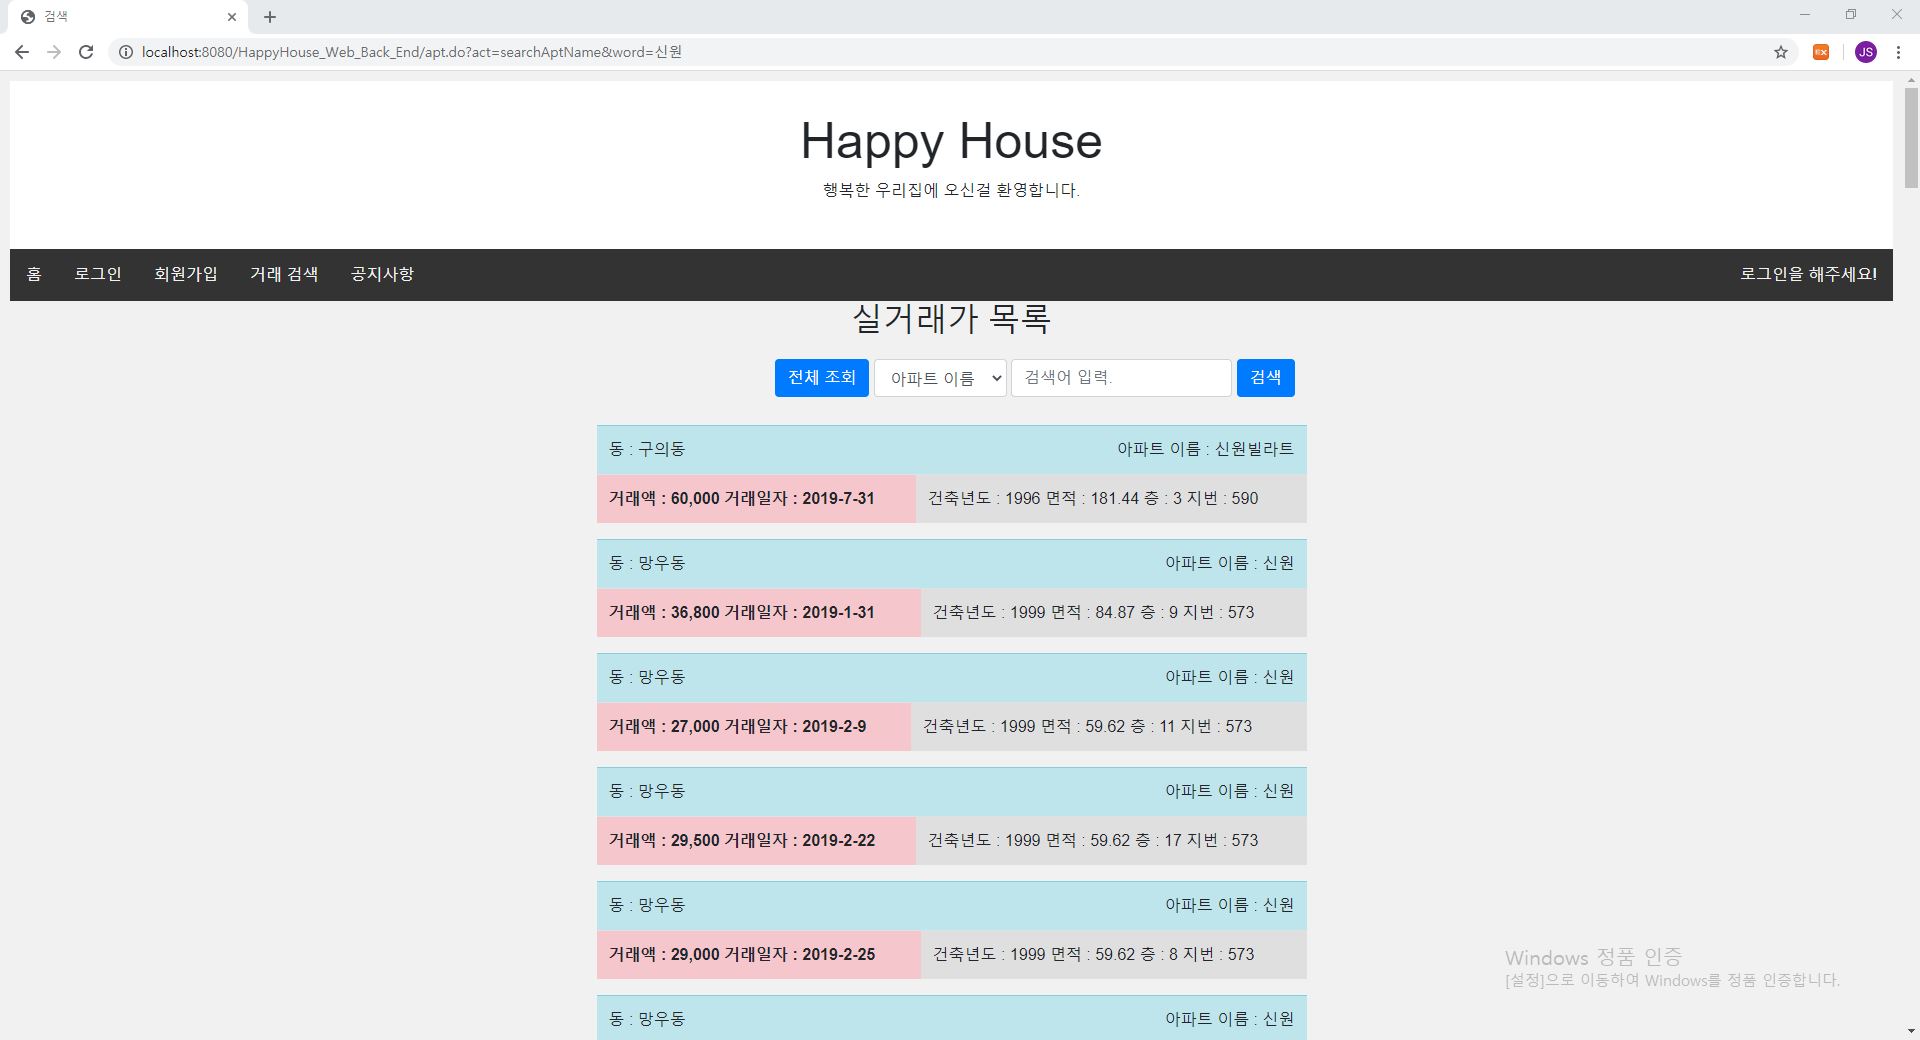 검색
localhost:8080/HappyHouse_Web_Back_End/apt.do?act=searchAptName&word=신원
JS
Happy House
행복한 우리집에 오신걸 환영합니다.
홈 로그인 회원가입 거래 검색 공지사항 로그인을 해주세요!
실거래가 목록
전체 조회 아파트 이름 검색어 입력. 검색
동 : 구의동 아파트 이름 : 신원빌라트
거래액 : 60,000 거래일자 : 2019-7-31 건축년도 : 1996 면적 : 181.44 층 : 3 지번 : 590
동 : 망우동 아파트 이름 : 신원
거래액 : 36,800 거래일자 : 2019-1-31 건축년도 : 1999 면적 : 84.87 층 : 9 지번 : 573
동 : 망우동 아파트 이름 : 신원
거래액 : 27,000 거래일자 : 2019-2-9 건축년도 : 1999 면적 : 59.62 층 : 11 지번 : 573
동 : 망우동 아파트 이름 : 신원
거래액 : 29,500 거래일자 : 2019-2-22 건축년도 : 1999 면적 : 59.62 층 : 17 지번 : 573
동 : 망우동 아파트 이름 : 신원
거래액 : 29,000 거래일자 : 2019-2-25 건축년도 : 1999 면적 : 59.62 층 : 8 지번 : 573
Windows 정품 인증
[설정]으로 이동하여 Windows를 정품 인증합니다.
동 : 망우동 아파트 이름 : 신원